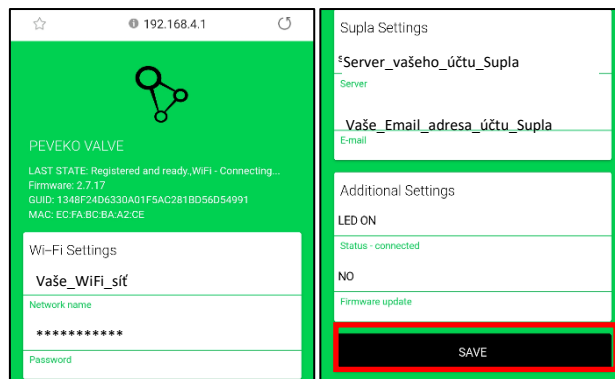 192.168.4.1
PEVEKO VALVE
LAST STATE: Registered and ready.,WiFi - Connecting...
Firmware: 2.7.17
GUID: 1348F24D6330A01F5AC281BD56D54991
MAC: EC:FA:BC:BA:A2:CE
Wi–Fi Settings
Vaše_WiFi_síť
Network name
***********
Password
Supla Settings
sServer_vašeho_účtu_Supla
Server
Vaše_Email_adresa_účtu_Supla
E-mail
Additional Settings
LED ON
Status - connected
NO
Firmware update
SAVE